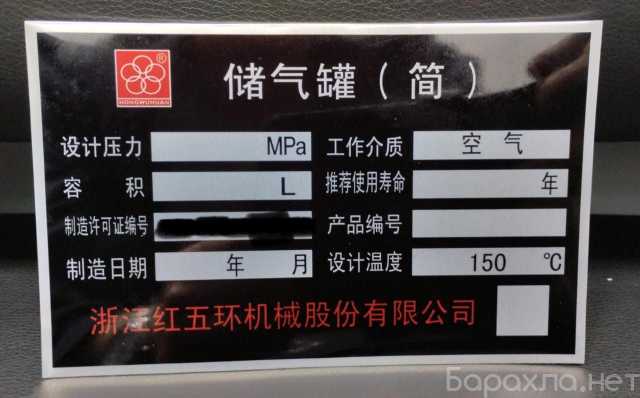 储气罐（简）
®
HONGWUHUAN
设计压力 MPa 工作介质 空 气
容 积 L 推荐使用寿命 年
制造许可证编号 产品编号
制造日期 年 月 设计温度 150 ℃
浙江红五环机械股份有限公司
Барахла.нет